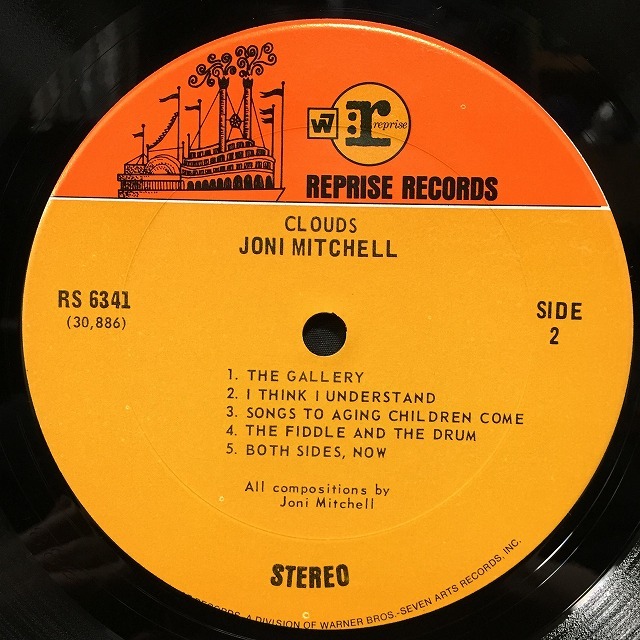 W7 r: reprise
REPRISE RECORDS
CLOUDS
JONI MITCHELL
RS 6341
(30,886)
SIDE
2
1. THE GALLERY
2. I THINK I UNDERSTAND
3. SONGS TO AGING CHILDREN COME
4. THE FIDDLE AND THE DRUM
5. BOTH SIDES, NOW
All compositions by
Joni Mitchell
STEREO
RECORDS, A DIVISION OF WARNER BROS.-SEVEN ARTS RECORDS, INC.